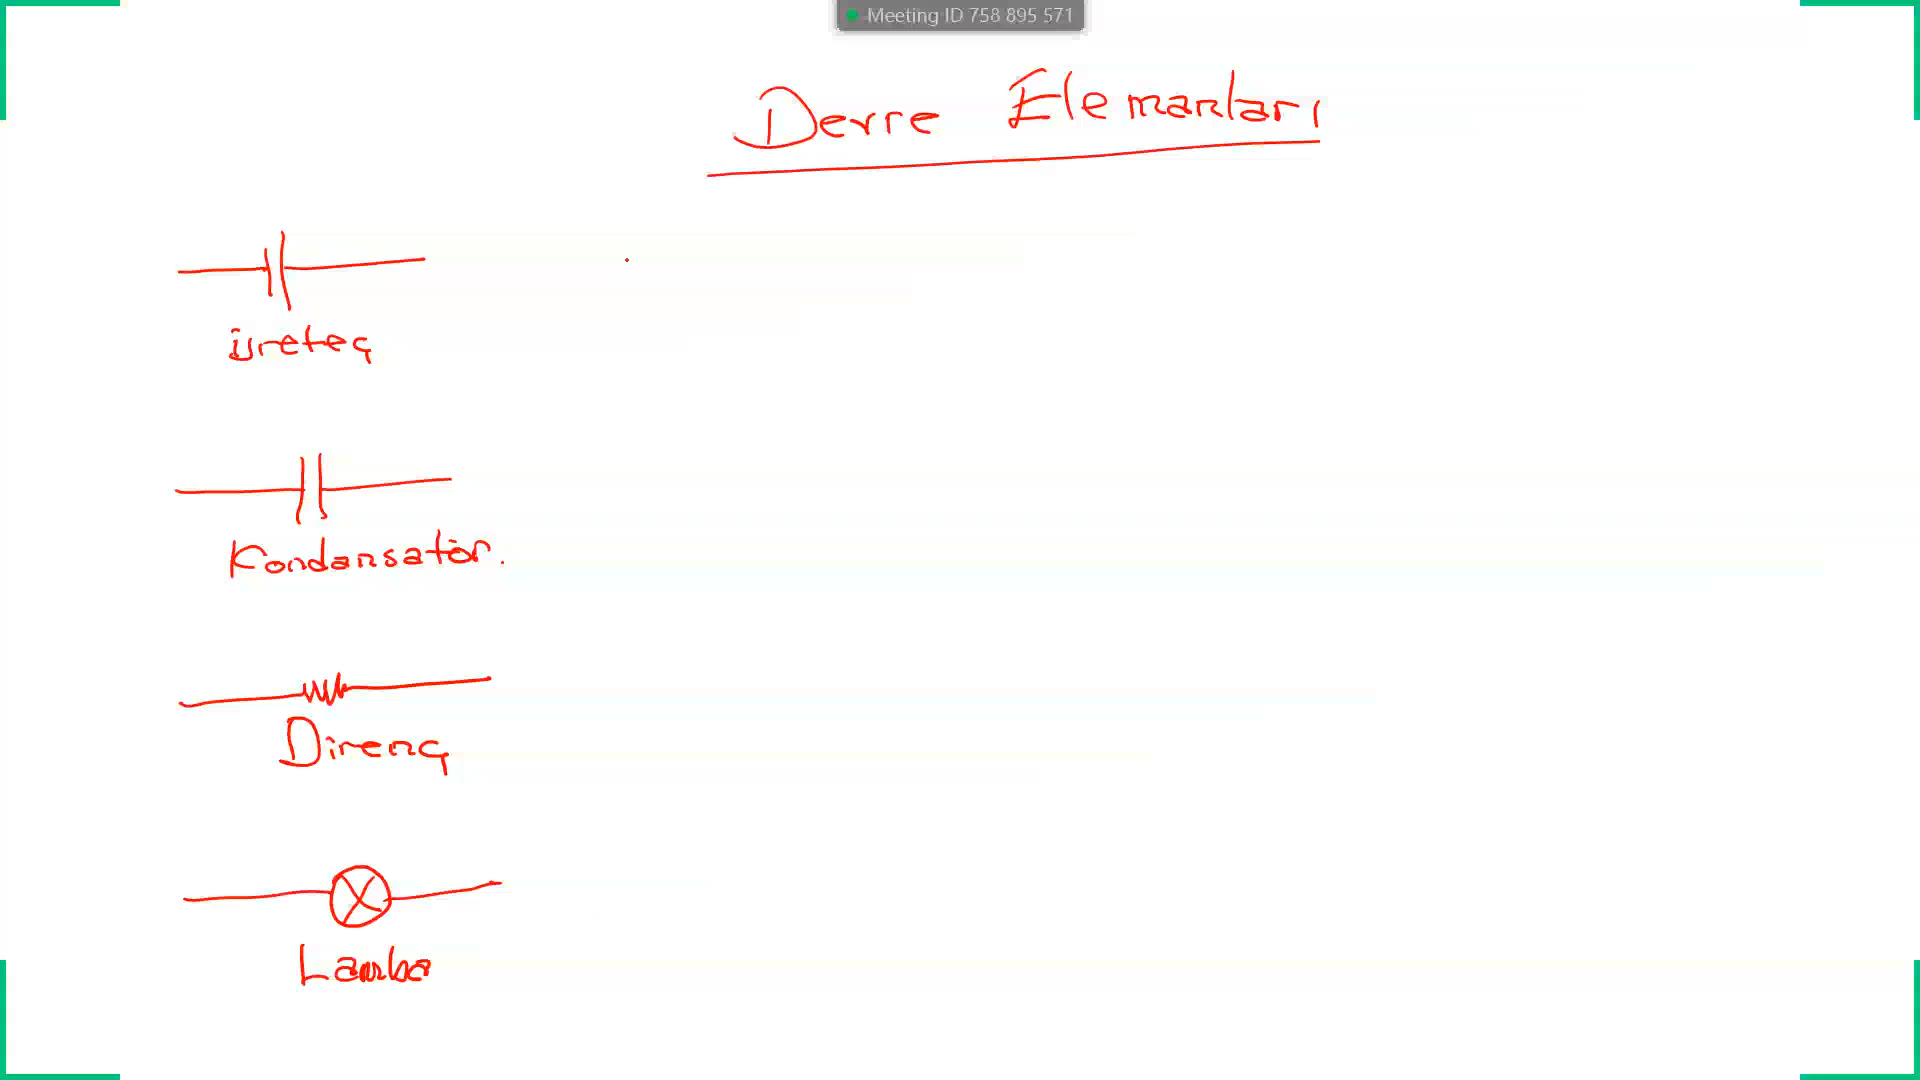 Meeting ID 758 895 571
Devre Elemanları
üreteç
Kondansatör.
Direnç
Lamba